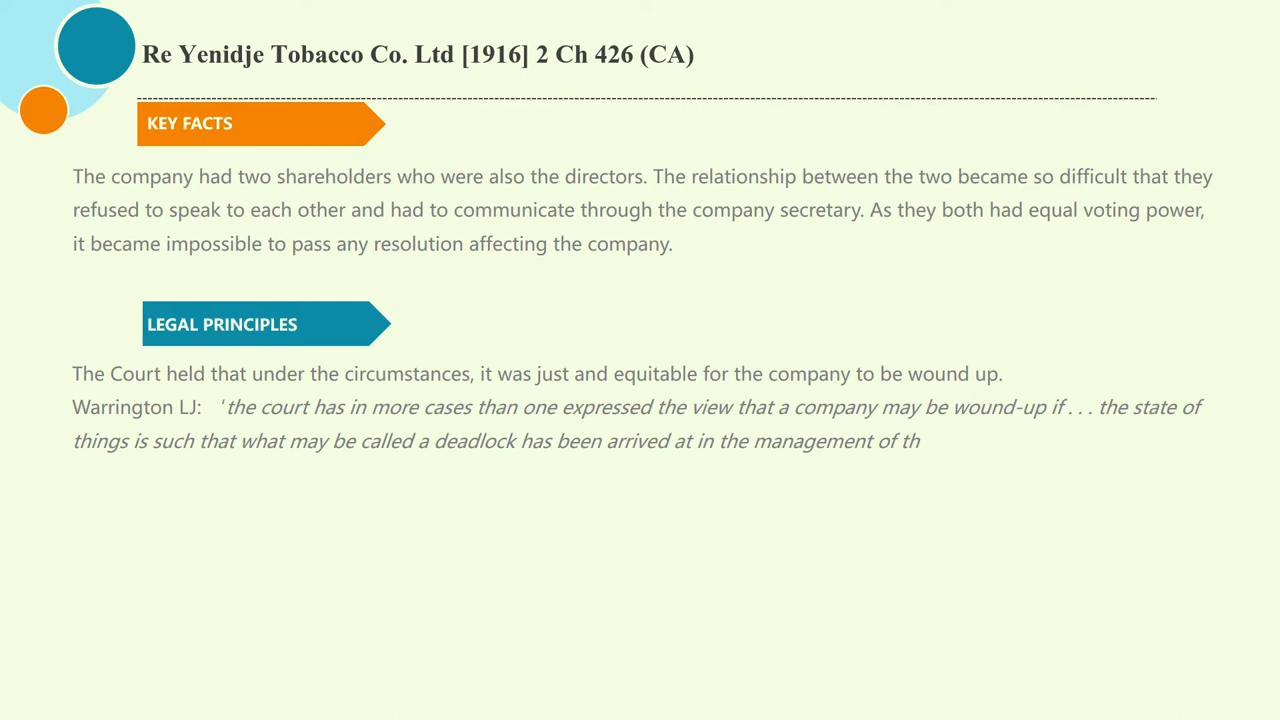 Re Yenidje Tobacco Co. Ltd [1916] 2 Ch 426 (CA)
KEY FACTS
The company had two shareholders who were also the directors. The relationship between the two became so difficult that they
refused to speak to each other and had to communicate through the company secretary. As they both had equal voting power,
it became impossible to pass any resolution affecting the company.
LEGAL PRINCIPLES
The Court held that under the circumstances, it was just and equitable for the company to be wound up.
Warrington LJ: 'the court has in more cases than one expressed the view that a company may be wound-up if . . . the state of
things is such that what may be called a deadlock has been arrived at in the management of th